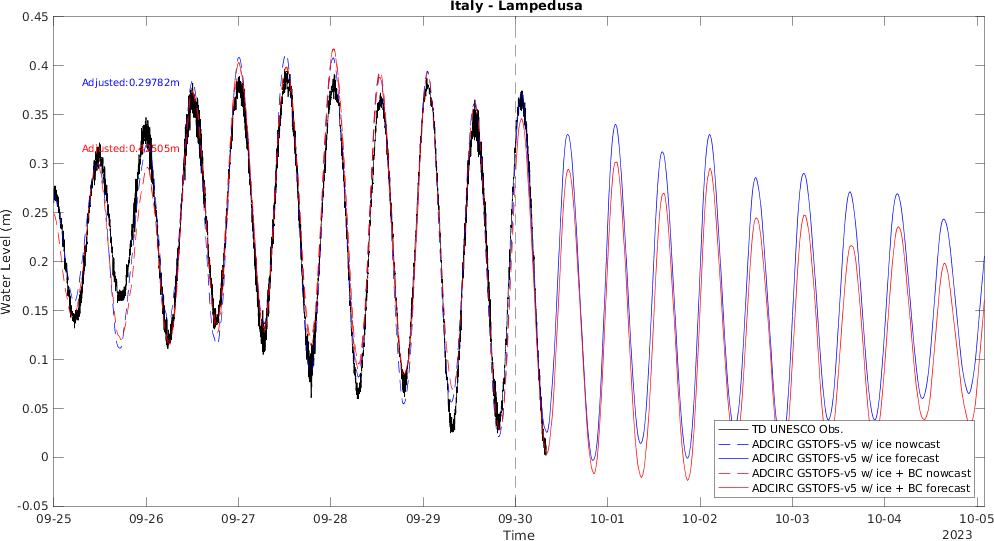 Italy - Lampedusa
0.45
0.4
0.35
0.3
0.25
0.2
0.15
0.1
0.05
0
-0.05
Water Level (m)
Adjusted:0.29782m
TD UNESCO Obs.
ADCIRC GSTOFS-v5 w/ ice nowcast
ADCIRC GSTOFS-v5 w/ ice forecast
ADCIRC GSTOFS-v5 w/ ice + BC nowcast
ADCIRC GSTOFS-v5 w/ ice + BC forecast
09-25 09-26 09-27 09-28 09-29 09-30 10-01 10-02 10-03 10-04 10-05
Time
2023